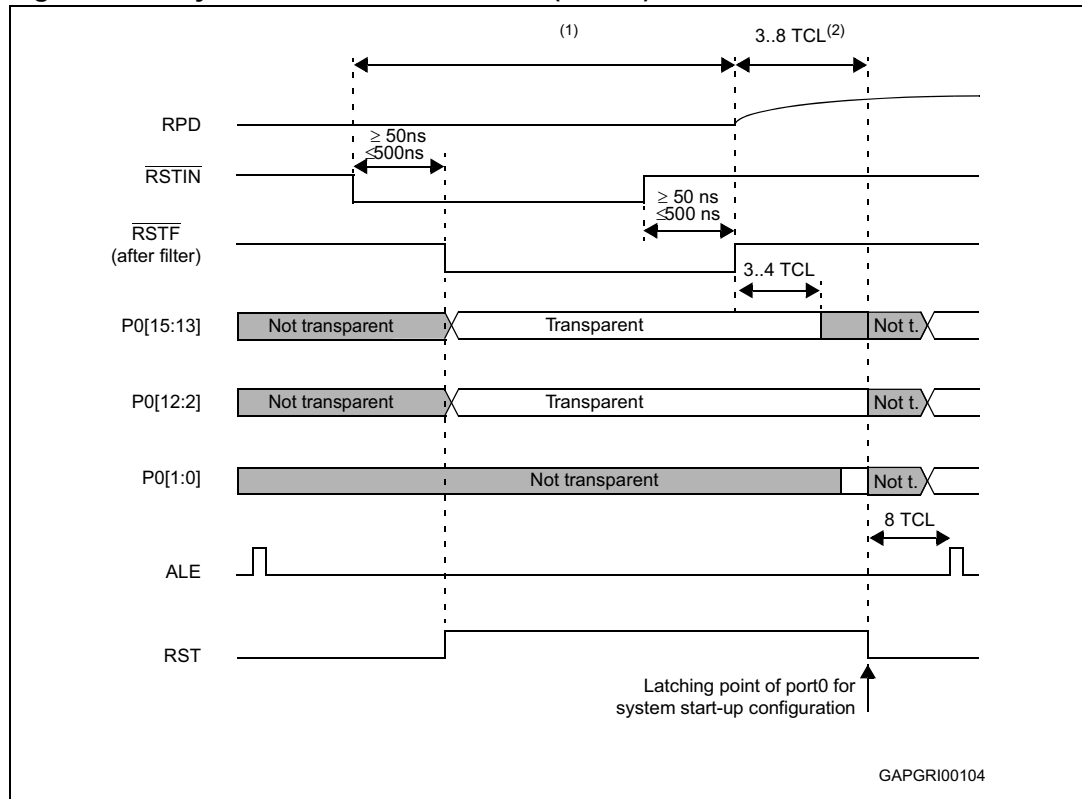 (1)
3..8 TCL(2)
RPD
≥ 50ns
≤500ns
RSTIN
≥ 50 ns
≤500 ns
RSTF
(after filter)
3..4 TCL
P0[15:13]
Not transparent
Transparent
Not t.
P0[12:2]
Not transparent
Transparent
Not t.
P0[1:0]
Not transparent
Not t.
8 TCL
ALE
RST
Latching point of port0 for
system start-up configuration
GAPGRI00104